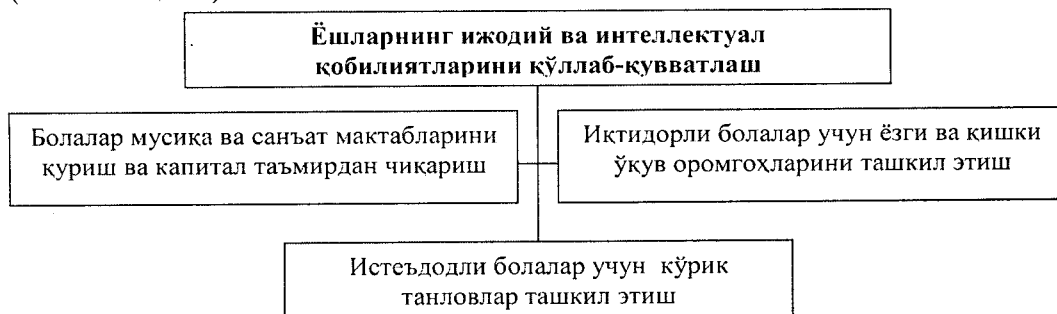 Ёшларнинг ижодий ва интеллектуал
қобилиятларини қўллаб-қувватлаш
Болалар мусиқа ва санъат мактабларини
қуриш ва капитал таъмирдан чиқариш
Иқтидорли болалар учун ёзги ва қишки
ўқув оромгоҳларини ташкил этиш
Истеъдодли болалар учун кўрик
танловлар ташкил этиш